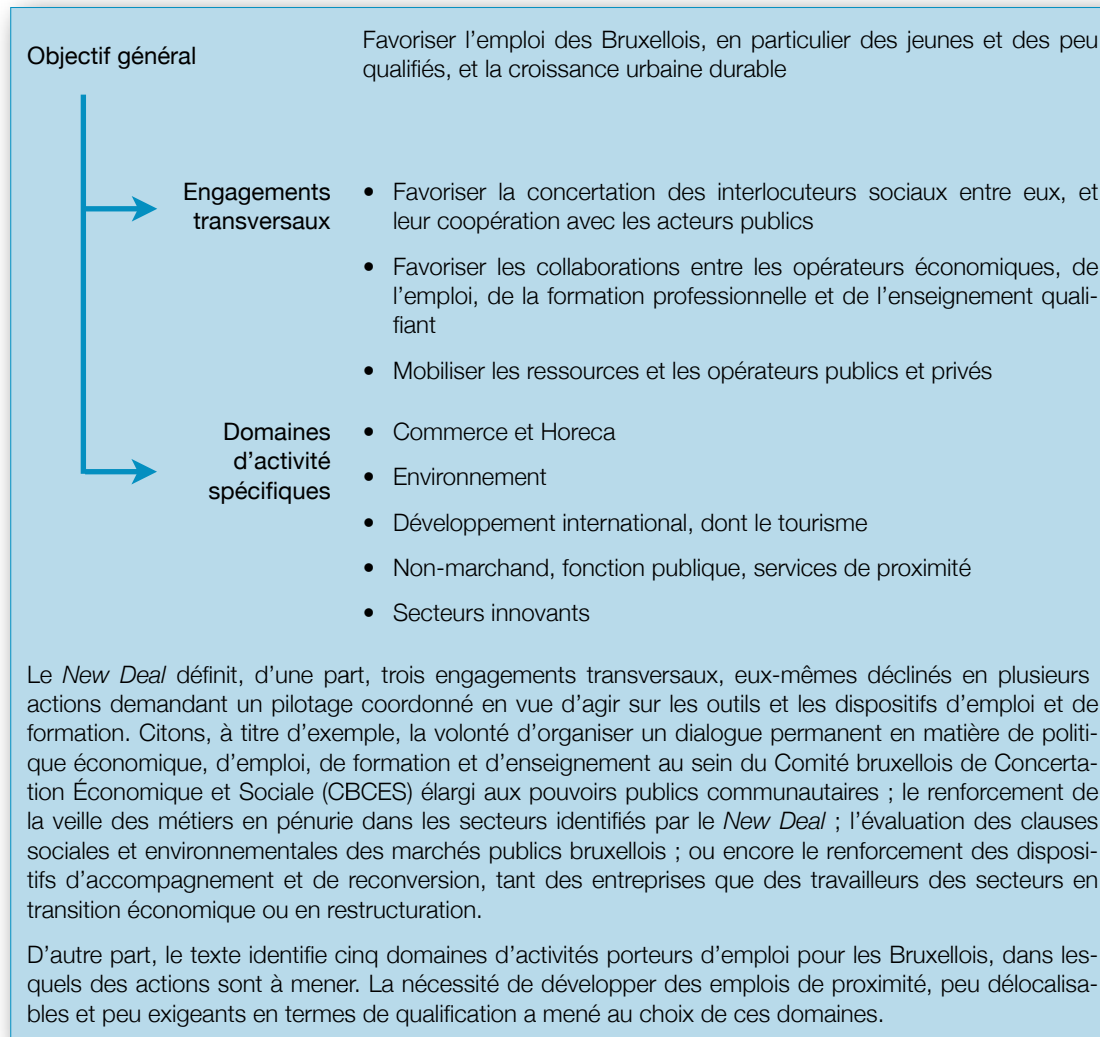 Objectif général
Favoriser l’emploi des Bruxellois, en particulier des jeunes et des peu
qualifiés, et la croissance urbaine durable
Engagements
transversaux
• Favoriser la concertation des interlocuteurs sociaux entre eux, et
leur coopération avec les acteurs publics
• Favoriser les collaborations entre les opérateurs économiques, de
l’emploi, de la formation professionnelle et de l’enseignement quali-
fiant
• Mobiliser les ressources et les opérateurs publics et privés
Domaines
d’activité
spécifiques
• Commerce et Horeca
• Environnement
• Développement international, dont le tourisme
• Non-marchand, fonction publique, services de proximité
• Secteurs innovants
Le New Deal définit, d’une part, trois engagements transversaux, eux-mêmes déclinés en plusieurs
actions demandant un pilotage coordonné en vue d’agir sur les outils et les dispositifs d’emploi et de
formation. Citons, à titre d’exemple, la volonté d’organiser un dialogue permanent en matière de politi-
que économique, d’emploi, de formation et d’enseignement au sein du Comité bruxellois de Concerta-
tion Économique et Sociale (CBCES) élargi aux pouvoirs publics communautaires ; le renforcement de
la veille des métiers en pénurie dans les secteurs identifiés par le New Deal ; l’évaluation des clauses
sociales et environnementales des marchés publics bruxellois ; ou encore le renforcement des disposi-
tifs d’accompagnement et de reconversion, tant des entreprises que des travailleurs des secteurs en
transition économique ou en restructuration.
D’autre part, le texte identifie cinq domaines d’activités porteurs d’emploi pour les Bruxellois, dans les-
quels des actions sont à mener. La nécessité de développer des emplois de proximité, peu délocalisa-
bles et peu exigeants en termes de qualification a mené au choix de ces domaines.